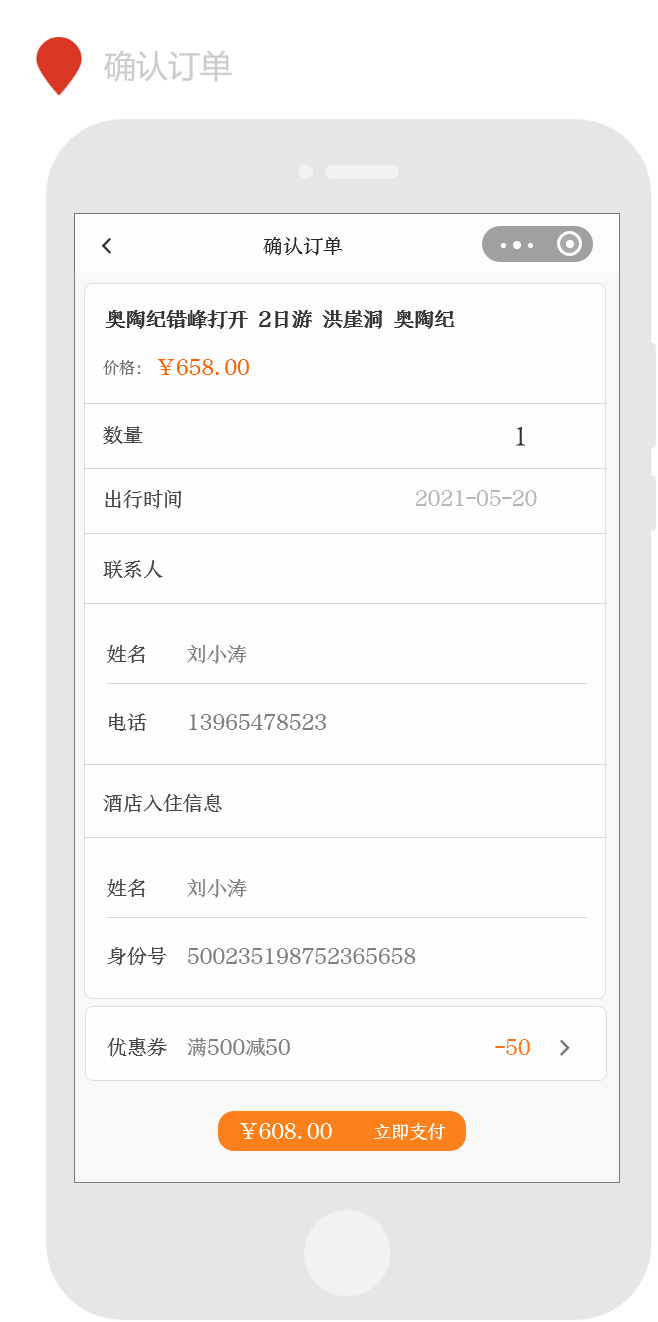 确认订单
确认订单
奥陶纪错峰打开 2日游 洪崖洞 奥陶纪
价格: ￥658.00
数量 1
出行时间 2021-05-20
联系人
姓名 刘小涛
电话 13965478523
酒店入住信息
姓名 刘小涛
身份号 500235198752365658
优惠券 满500减50 -50
￥608.00 立即支付